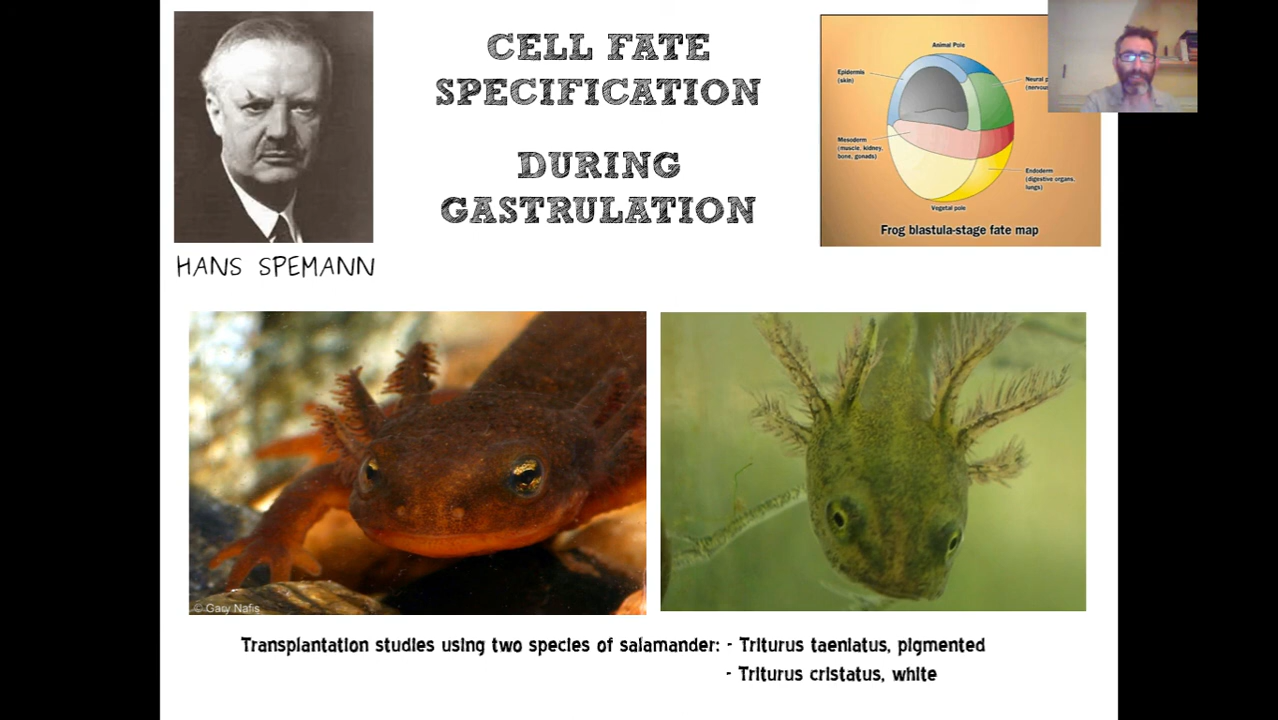 CELL FATE
SPECIFICATION
DURING
GASTRULATION
HANS SPEMANN
Animal Pole
Epidermis
(skin)
Neural
Mesoderm
(muscle, kidney,
bone, gonads)
Endoderm
(digestive organs,
lungs)
Vegetal pole
Frog blastula-stage fate map
© Gary Nafis
Transplantation studies using two species of salamander: - Triturus taeniatus, pigmented
- Triturus cristatus, white